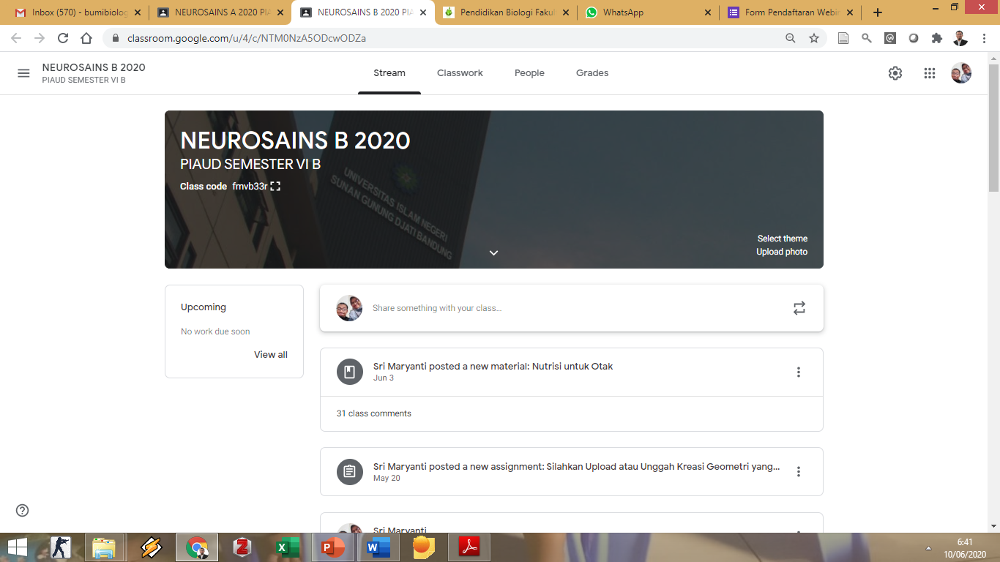 Inbox (570) - bumibiolog
NEUROSAINS A 2020 PI
NEUROSAINS B 2020 PIA
Pendidikan Biologi Fakul
WhatsApp
Form Pendaftaran Webin
classroom.google.com/u/4/c/NTM0NzA5ODcwODZa
NEUROSAINS B 2020
PIAUD SEMESTER VI B
Stream
Classwork
People
Grades
NEUROSAINS B 2020
PIAUD SEMESTER VI B
Class code fmvb33r
UNIVERSITAS ISLAM NEGERI
SUNAN GUNUNG DJATI BANDUNG
Select theme
Upload photo
Upcoming
No work due soon
View all
Share something with your class...
Sri Maryanti posted a new material: Nutrisi untuk Otak
Jun 3
31 class comments
Sri Maryanti posted a new assignment: Silahkan Upload atau Unggah Kreasi Geometri yang...
May 20
Sri Maryanti
6:41
10/06/2020